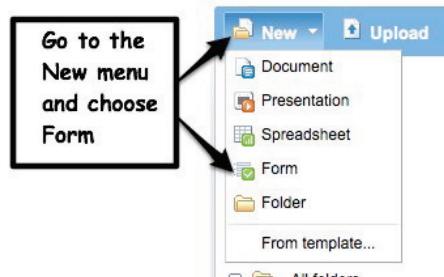 Go to the
New menu
and choose
Form
New
Upload
Document
Presentation
Spreadsheet
Form
Folder
From template...
All folders